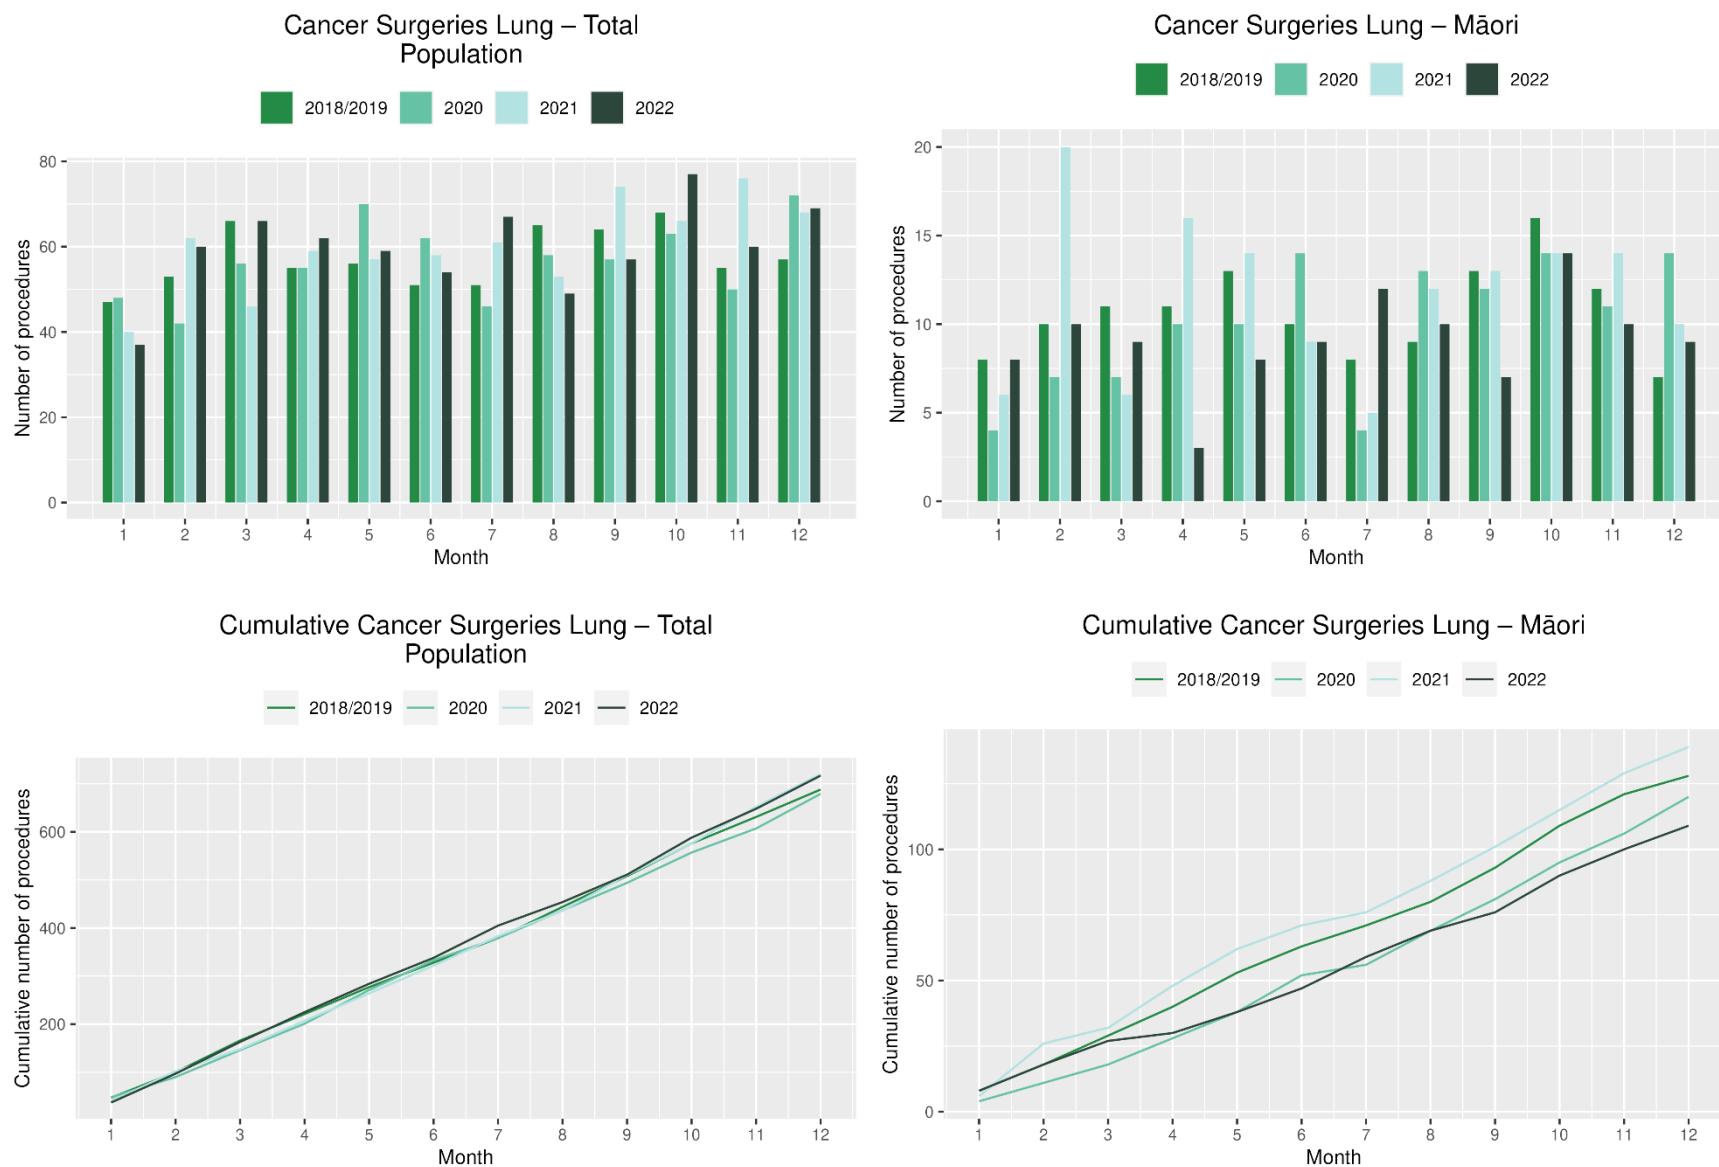 Cancer Surgeries Lung – Total
Population
2018/2019 2020 2021 2022
80
60
40
20
0
Number of procedures
1 2 3 4 5 6 7 8 9 10 11 12
Month
Cancer Surgeries Lung – Māori
2018/2019 2020 2021 2022
20
15
10
5
0
Number of procedures
1 2 3 4 5 6 7 8 9 10 11 12
Month
Cumulative Cancer Surgeries Lung – Total
Population
2018/2019 2020 2021 2022
600
400
200
Cumulative number of procedures
1 2 3 4 5 6 7 8 9 10 11 12
Month
Cumulative Cancer Surgeries Lung – Māori
2018/2019 2020 2021 2022
100
50
0
Cumulative number of procedures
1 2 3 4 5 6 7 8 9 10 11 12
Month